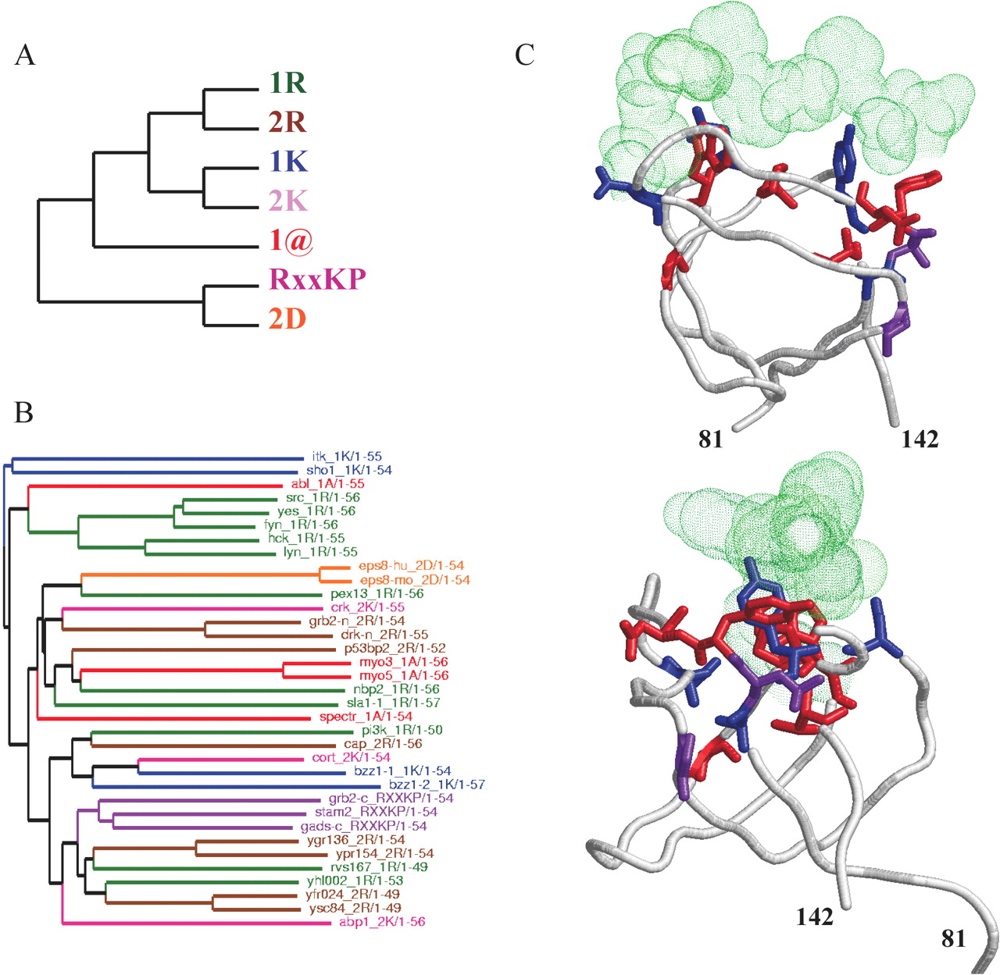 A
1R
2R
1K
2K
1@
RxxKP
2D
B
itk_1K/1-55
sho1_1K/1-54
abl_1A/1-55
src_1R/1-56
yes_1R/1-56
fyn_1R/1-56
hck_1R/1-55
lyn_1R/1-55
eps8-hu_2D/1-54
eps8-mo_2D/1-54
pex13_1R/1-56
crk_2K/1-55
grb2-n_2R/1-54
drk-n_2R/1-55
p53bp2_2R/1-52
myo3_1A/1-56
myo5_1A/1-56
nbp2_1R/1-56
sla1-1_1R/1-57
spectr_1A/1-54
pi3k_1R/1-50
cap_2R/1-56
cort_2K/1-54
bzz1-1_1K/1-54
bzz1-2_1K/1-57
grb2-c_RXXKP/1-54
stam2_RXXKP/1-54
gads-c_RXXKP/1-54
ygr136_2R/1-54
ypr154_2R/1-54
rvs167_1R/1-49
yhl002_1R/1-53
yfr024_2R/1-49
ysc84_2R/1-49
abp1_2K/1-56
C
81
142
142
81